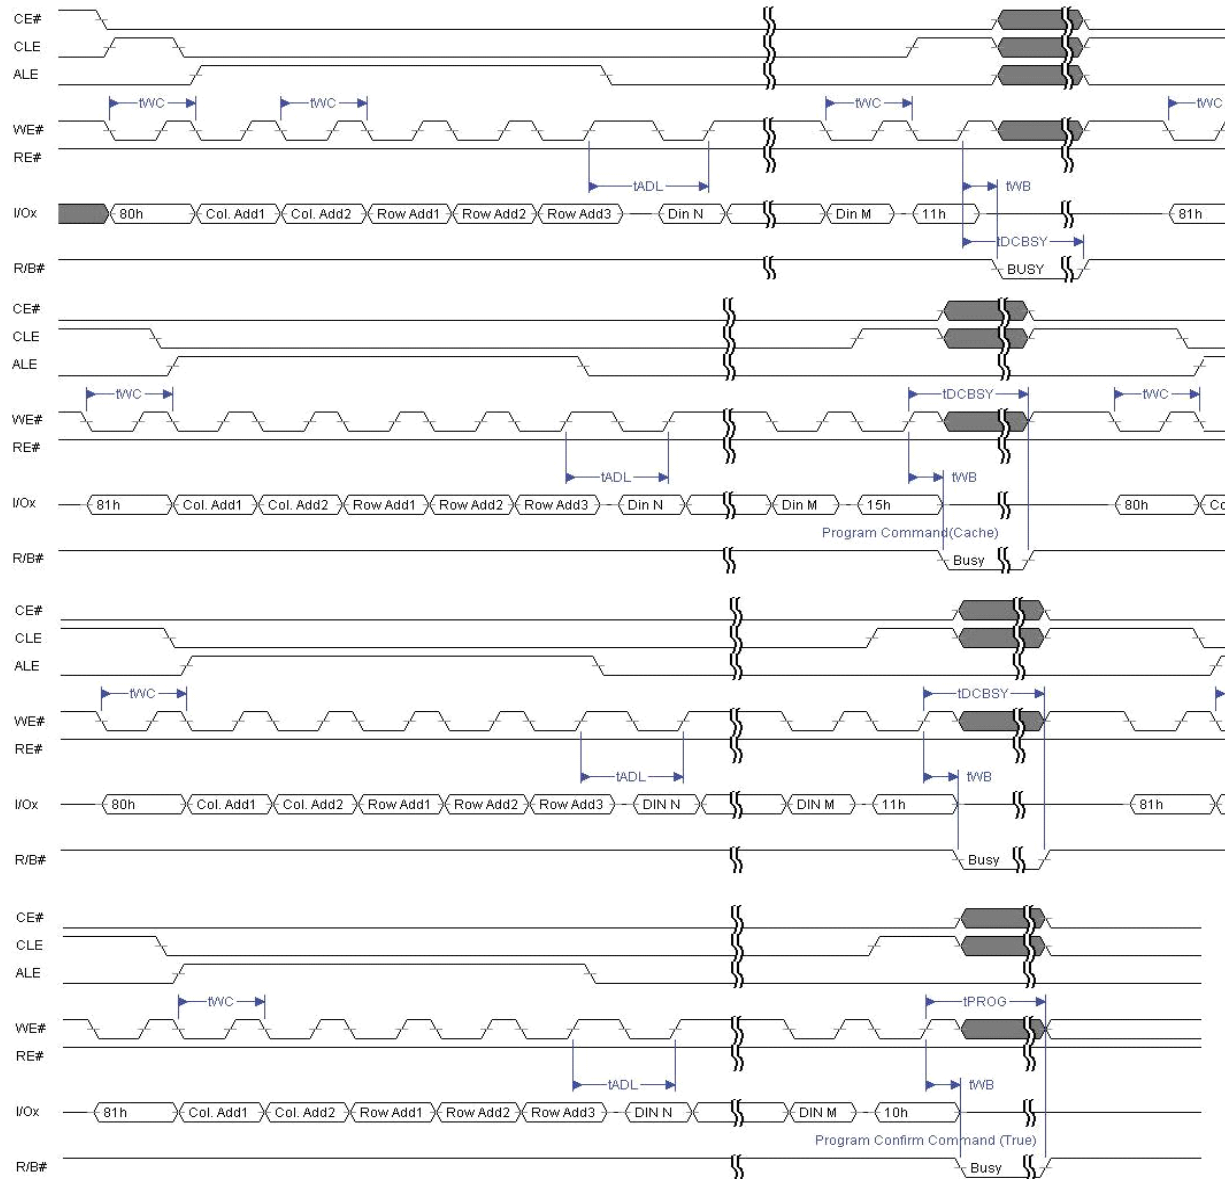 CE#
CLE
ALE
tWC tWC tWC tWC
WE#
RE#
tADL tWB
I/Ox 80h Col. Add1 Col. Add2 Row Add1 Row Add2 Row Add3 Din N Din M 11h 81h
tDCBSY
R/B# BUSY
CE#
CLE
ALE
tWC tDCBSY tWC
WE#
RE#
tADL tWB
I/Ox 81h Col. Add1 Col. Add2 Row Add1 Row Add2 Row Add3 Din N Din M 15h 80h Co
Program Command(Cache)
R/B# Busy
CE#
CLE
ALE
tWC tDCBSY
WE#
RE#
tADL tWB
I/Ox 80h Col. Add1 Col. Add2 Row Add1 Row Add2 Row Add3 DIN N DIN M 11h 81h
R/B# Busy
CE#
CLE
ALE
tWC tPROG
WE#
RE#
tADL tWB
I/Ox 81h Col. Add1 Col. Add2 Row Add1 Row Add2 Row Add3 DIN N DIN M 10h
Program Confirm Command (True)
R/B# Busy